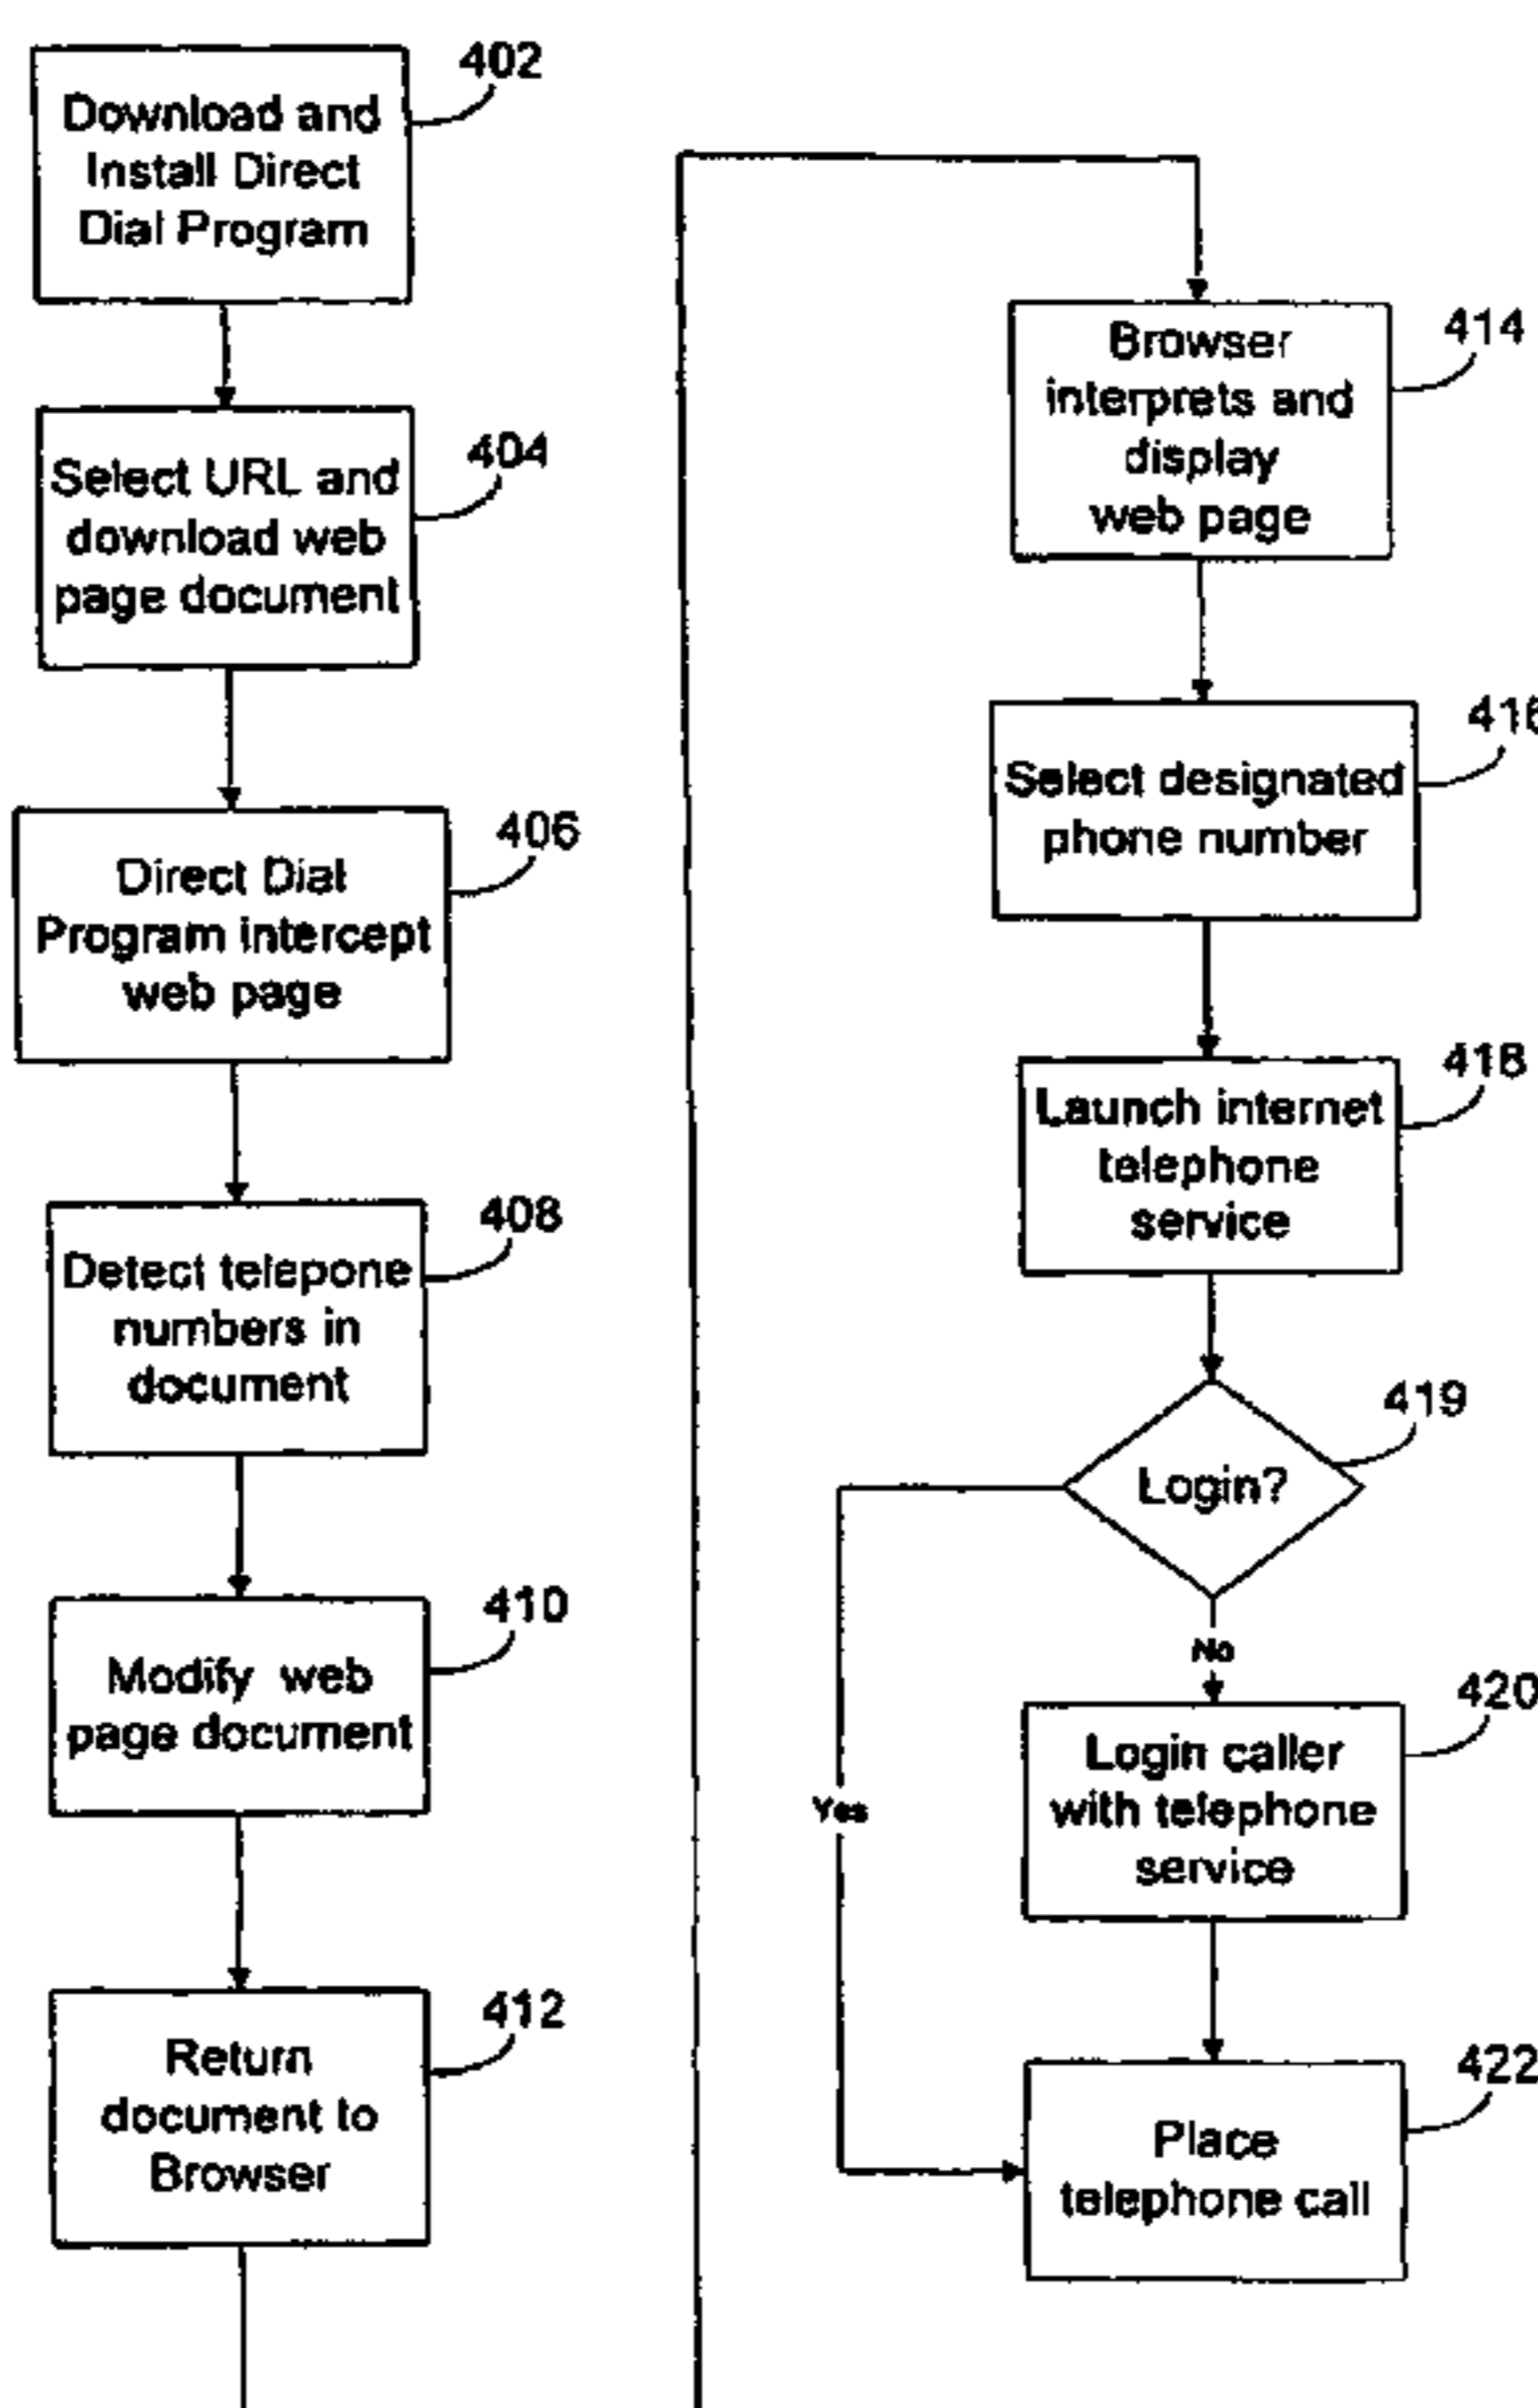 402
Download and
Install Direct
Dial Program
404
Select URL and
download web
page document
406
Direct Dial
Program intercept
web page
408
Detect telepone
numbers in
document
410
Modify web
page document
412
Return
document to
Browser
414
Browser
interprets and
display
web page
416
Select designated
phone number
418
Launch internet
telephone
service
419
Login?
No
Yes
420
Login caller
with telephone
service
422
Place
telephone call